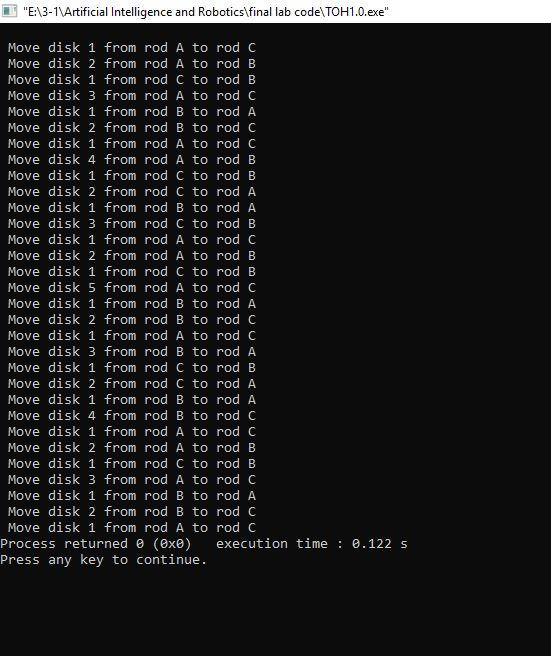 "E:\3-1\Artificial Intelligence and Robotics\final lab code\TOH1.0.exe"
Move disk 1 from rod A to rod C
Move disk 2 from rod A to rod B
Move disk 1 from rod C to rod B
Move disk 3 from rod A to rod C
Move disk 1 from rod B to rod A
Move disk 2 from rod B to rod C
Move disk 1 from rod A to rod C
Move disk 4 from rod A to rod B
Move disk 1 from rod C to rod B
Move disk 2 from rod C to rod A
Move disk 1 from rod B to rod A
Move disk 3 from rod C to rod B
Move disk 1 from rod A to rod C
Move disk 2 from rod A to rod B
Move disk 1 from rod C to rod B
Move disk 5 from rod A to rod C
Move disk 1 from rod B to rod A
Move disk 2 from rod B to rod C
Move disk 1 from rod A to rod C
Move disk 3 from rod B to rod A
Move disk 1 from rod C to rod B
Move disk 2 from rod C to rod A
Move disk 1 from rod B to rod A
Move disk 4 from rod B to rod C
Move disk 1 from rod A to rod C
Move disk 2 from rod A to rod B
Move disk 1 from rod C to rod B
Move disk 3 from rod A to rod C
Move disk 1 from rod B to rod A
Move disk 2 from rod B to rod C
Move disk 1 from rod A to rod C
Process returned 0 (0x0)   execution time : 0.122 s
Press any key to continue.